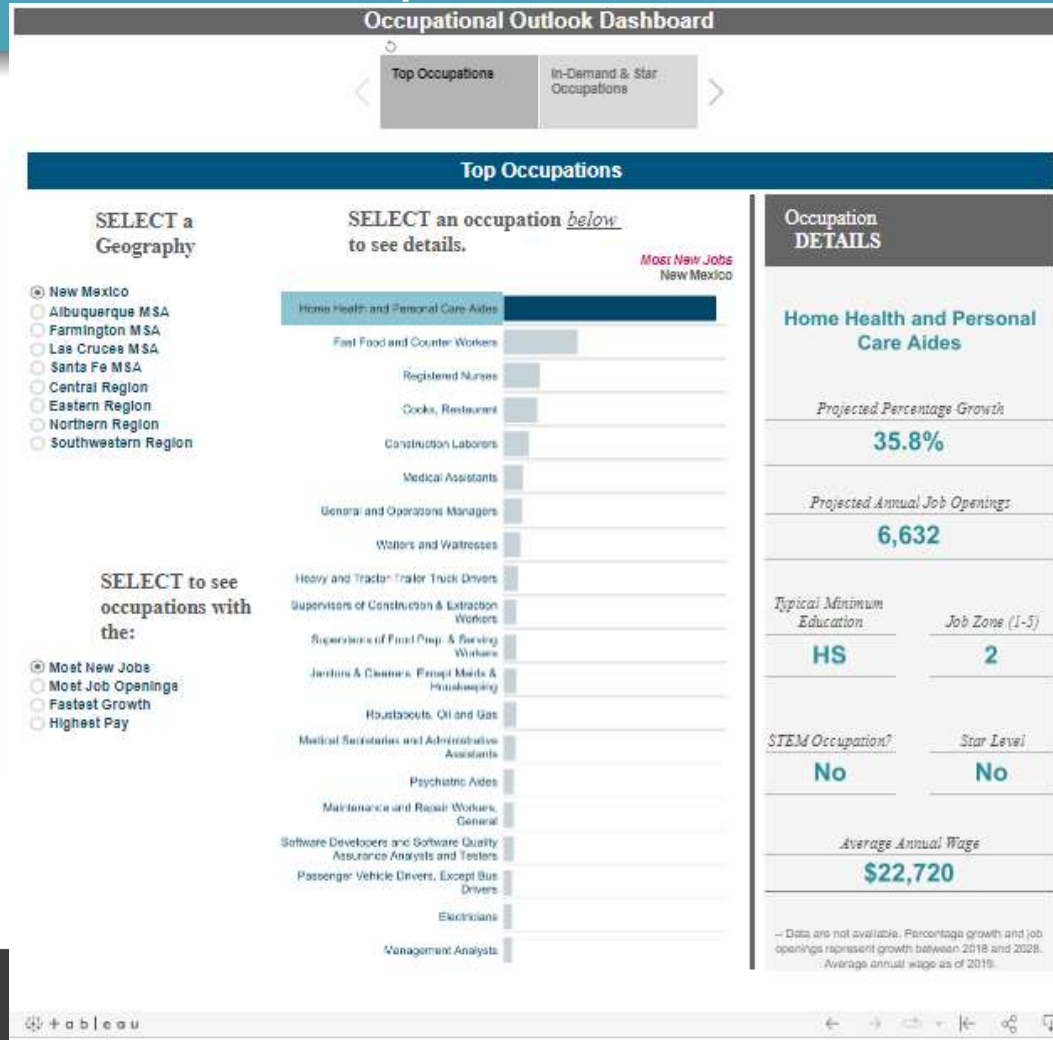 Occupational Outlook Dashboard
Top Occupations
In-Demand & Star
Occupations
Top Occupations
SELECT a
Geography
New Mexico
Albuquerque MSA
Farmington MSA
Las Cruces MSA
Santa Fe MSA
Central Region
Eastern Region
Northern Region
Southwestern Region
SELECT to see
occupations with
the:
Most New Jobs
Most Job Openings
Fastest Growth
Highest Pay
SELECT an occupation below
to see details.
Most New Jobs
New Mexico
Home Health and Personal Care Aides
Fast Food and Counter Workers
Registered Nurses
Cooks, Restaurant
Construction Laborers
Medical Assistants
General and Operations Managers
Waiters and Waitresses
Heavy and Tractor-Trailer Truck Drivers
Supervisors of Construction & Extraction
Workers
Supervisors of Food Prep. & Serving
Workers
Janitors & Cleaners, Except Maids &
Housekeeping
Roustabouts, Oil and Gas
Medical Secretaries and Administrative
Assistants
Psychiatric Aides
Maintenance and Repair Workers,
General
Software Developers and Software Quality
Assurance Analysts and Testers
Passenger Vehicle Drivers, Except Bus
Drivers
Electricians
Management Analysts
Occupation
DETAILS
Home Health and Personal
Care Aides
Projected Percentage Growth
35.8%
Projected Annual Job Openings
6,632
Typical Minimum
Education
Job Zone (1-5)
HS
2
STEM Occupation?
Star Level
No
No
Average Annual Wage
$22,720
-- Data are not available. Percentage growth and job
openings represent growth between 2018 and 2028.
Average annual wage as of 2019.
+ableau